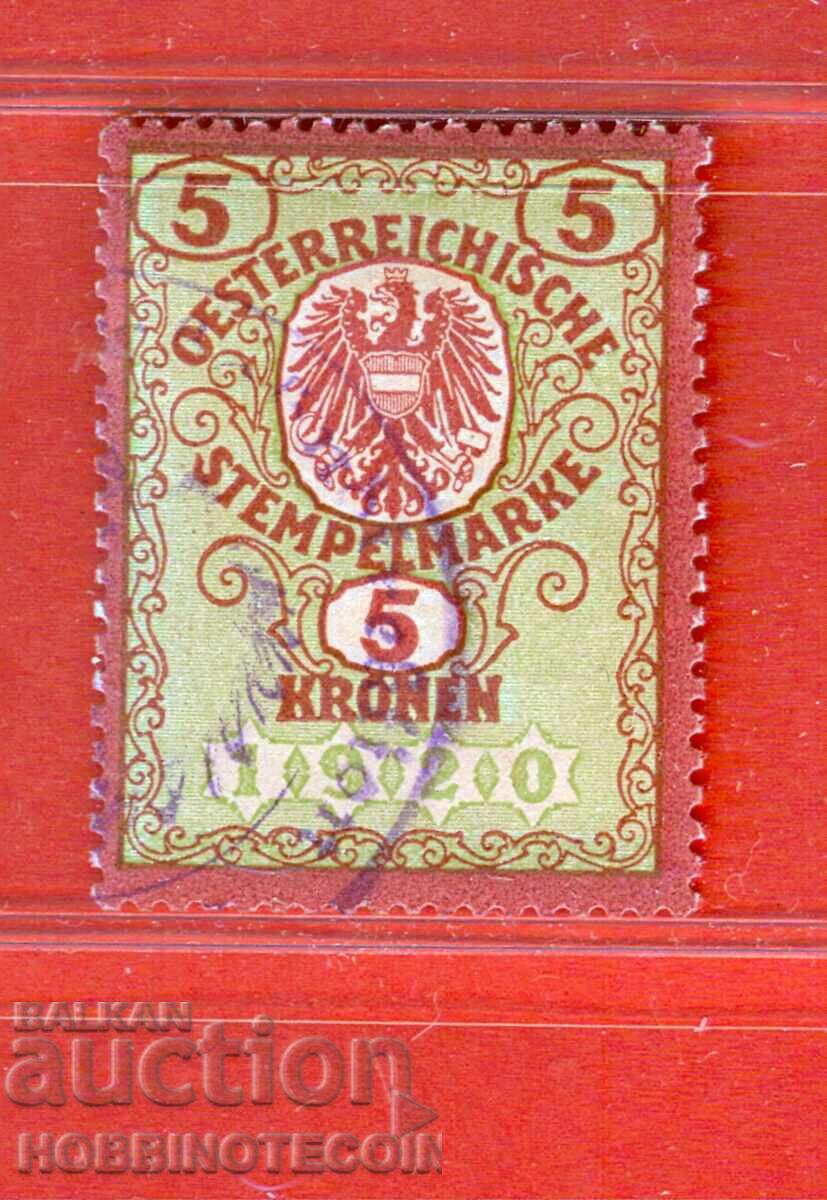 5 5
OESTERREICHISCHE
STEMPELMARKE
5
KRONEN
1920
BALKAN
auction
HOBBINOTECOIN